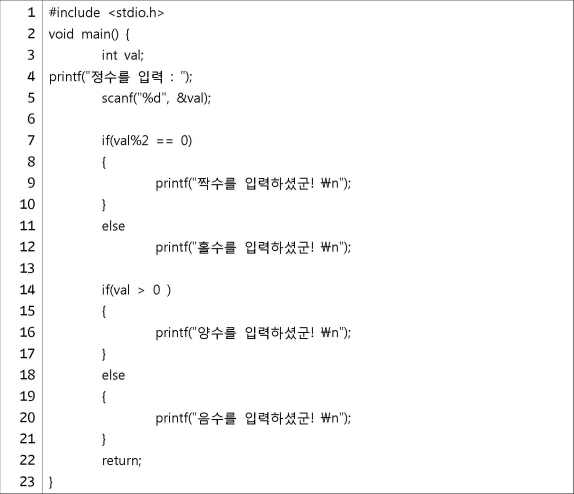 1 #include <stdio.h>
2 void main() {
3 int val;
4 printf("정수를 입력 : ");
5 scanf("%d", &val);
6
7 if(val%2 == 0)
8 {
9 printf("짝수를 입력하셨군! ₩n");
10 }
11 else
12 printf("홀수를 입력하셨군! ₩n");
13
14 if(val > 0 )
15 {
16 printf("양수를 입력하셨군! ₩n");
17 }
18 else
19 {
20 printf("음수를 입력하셨군! ₩n");
21 }
22 return;
23 }